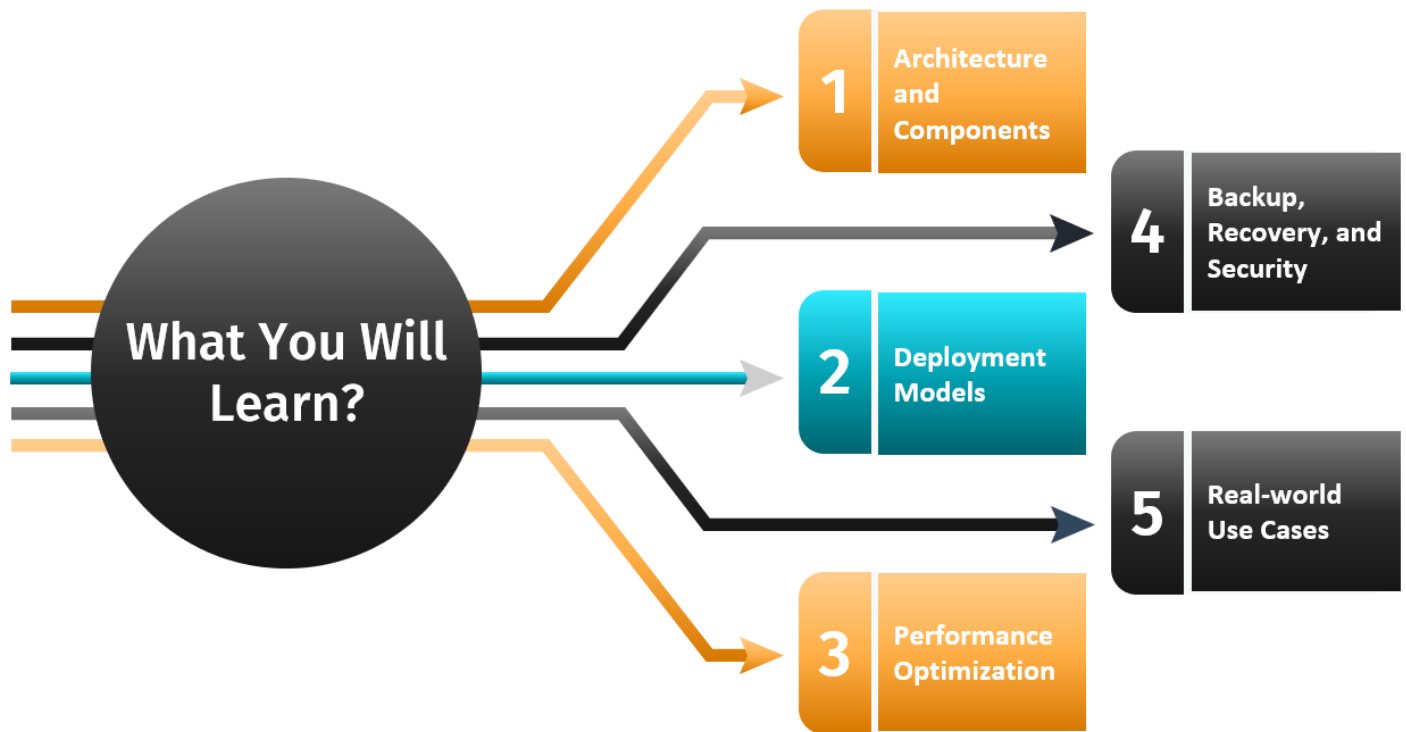 What You Will
Learn?
1
Architecture
and
Components
2
Deployment
Models
3
Performance
Optimization
4
Backup,
Recovery, and
Security
5
Real-world
Use Cases